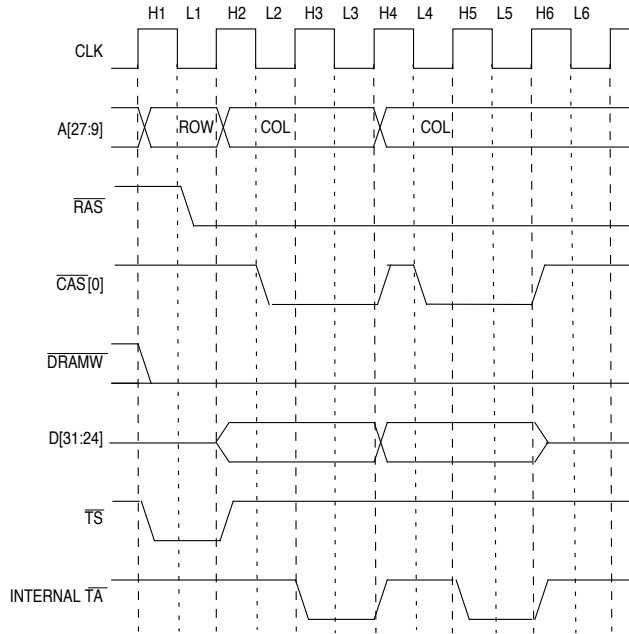 H1 L1 H2 L2 H3 L3 H4 L4 H5 L5 H6 L6
CLK
A[27:9] ROW COL COL
RAS
CAS[0]
DRAMW
D[31:24]
TS
INTERNAL TA